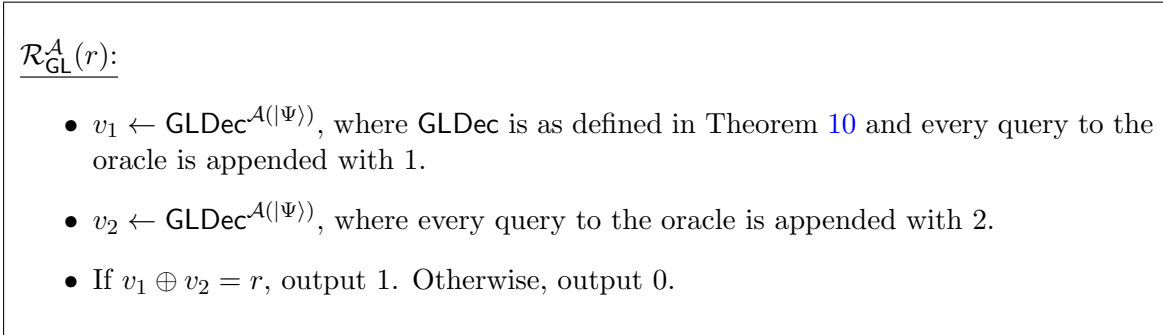 R_GL^A(r):
• v_1 ← GLDec^{A(|Ψ⟩)}, where GLDec is as defined in Theorem 10 and every query to the
oracle is appended with 1.
• v_2 ← GLDec^{A(|Ψ⟩)}, where every query to the oracle is appended with 2.
• If v_1 ⊕ v_2 = r, output 1. Otherwise, output 0.